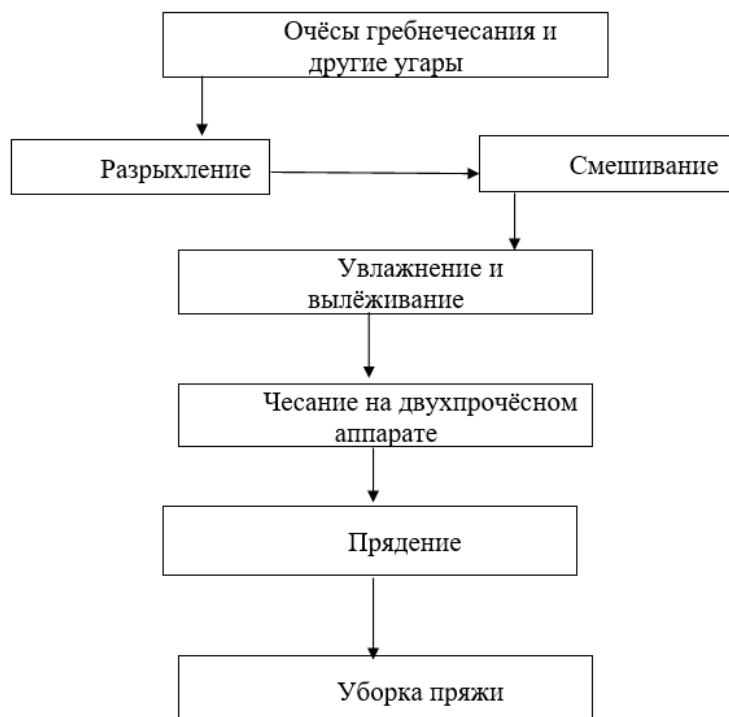 Очёсы гребнечесания и
другие угары
Разрыхление
Смешивание
Увлажнение и
вылёживание
Чесание на двухпрочёсном
аппарате
Прядение
Уборка пряжи